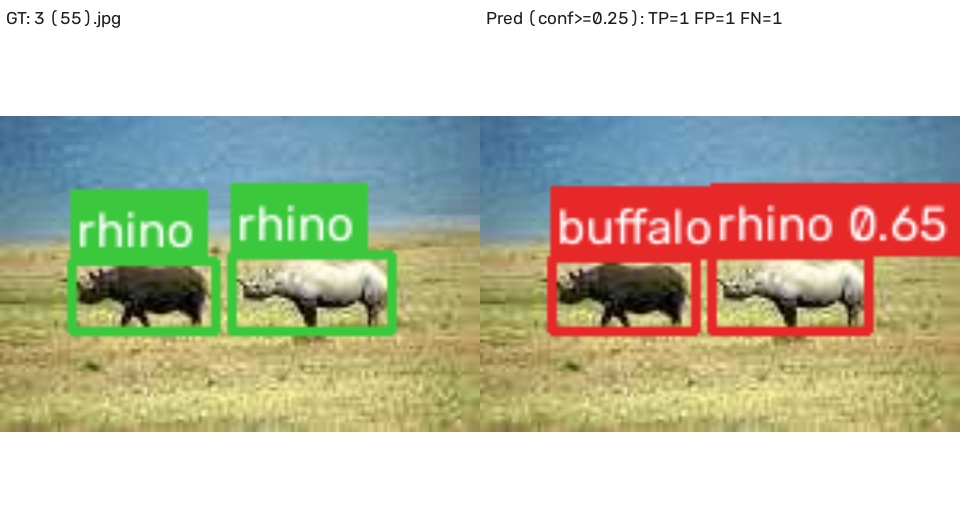 GT: 3 (55).jpg
Pred (conf>=0.25): TP=1 FP=1 FN=1
rhino
rhino
buffalo
rhino 0.65